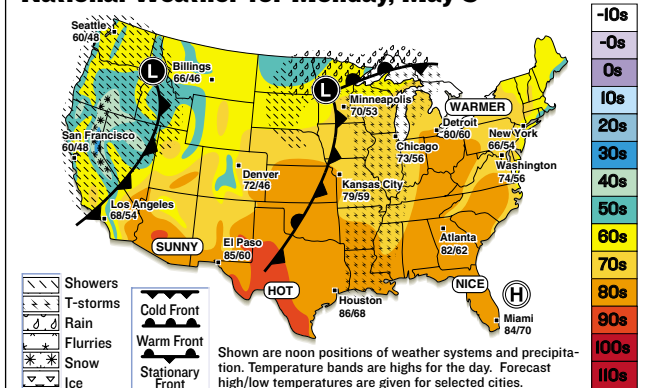 National Weather for Monday, May
Seattle
60/48
L
Billings
66/46
L
Minneapolis
70/53
WARMER
Detroit
80/60
New York
66/54
San Francisco
60/48
Chicago
73/56
Washington
74/56
Denver
72/46
Kansas City
79/59
Los Angeles
68/54
SUNNY
El Paso
85/60
Atlanta
82/62
HOT
NICE
H
Houston
86/68
Miami
84/70
Showers
T-storms
Rain
Flurries
Snow
Ice
Cold Front
Warm Front
Stationary
Front
Shown are noon positions of weather systems and precipita-
tion. Temperature bands are highs for the day. Forecast
high/low temperatures are given for selected cities.
-10s
-0s
0s
10s
20s
30s
40s
50s
60s
70s
80s
90s
100s
110s